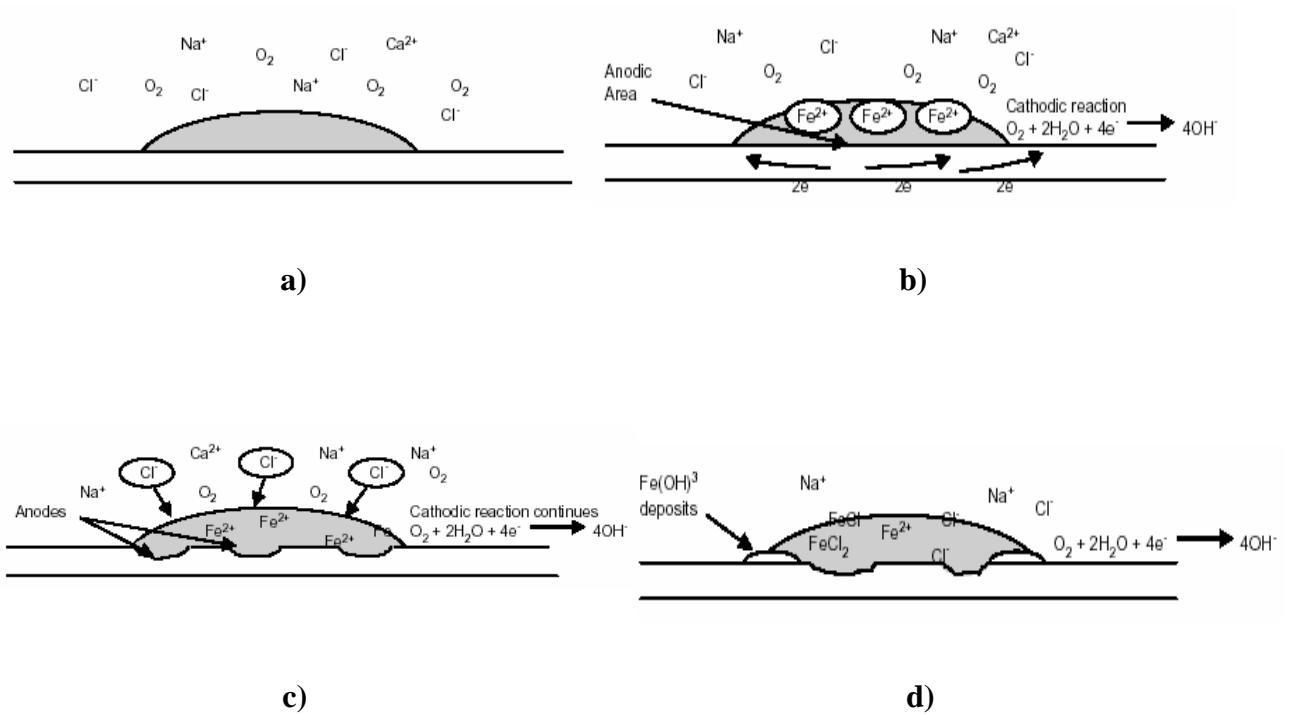 Na⁺
O₂
Cl⁻
Ca²⁺
Cl⁻
O₂
Cl⁻
Na⁺
O₂
O₂
Cl⁻
a)
Na⁺
Cl⁻
Na⁺
Ca²⁺
Cl⁻
Anodic
Area
Cl⁻
O₂
O₂
O₂
Fe²⁺
Fe²⁺
Fe²⁺
Cathodic reaction
O₂ + 2H₂O + 4e⁻
4OH⁻
2e
2e
2e
b)
Ca²⁺
Na⁺
Na⁺
Cl⁻
Cl⁻
Cl⁻
O₂
Na⁺
O₂
O₂
Anodes
Fe²⁺
Fe²⁺
Fe²⁺
Fe
Cathodic reaction continues
O₂ + 2H₂O + 4e⁻
4OH⁻
c)
Fe(OH)³
deposits
Na⁺
Na⁺
Cl⁻
FeCl
Fe²⁺
Cl⁻
FeCl₂
Cl⁻
O₂ + 2H₂O + 4e⁻
4OH⁻
d)